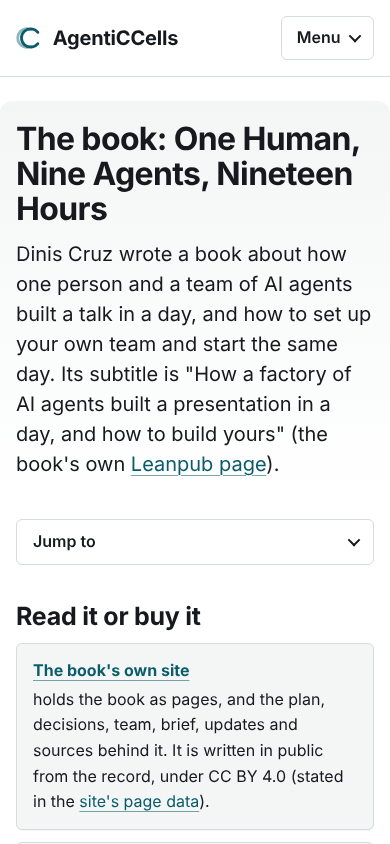 AgentiCCells
Menu
The book: One Human,
Nine Agents, Nineteen
Hours
Dinis Cruz wrote a book about how
one person and a team of AI agents
built a talk in a day, and how to set up
your own team and start the same
day. Its subtitle is "How a factory of
AI agents built a presentation in a
day, and how to build yours" (the
book's own Leanpub page).
Jump to
Read it or buy it
The book's own site
holds the book as pages, and the plan,
decisions, team, brief, updates and
sources behind it. It is written in public
from the record, under CC BY 4.0 (stated
in the site's page data).